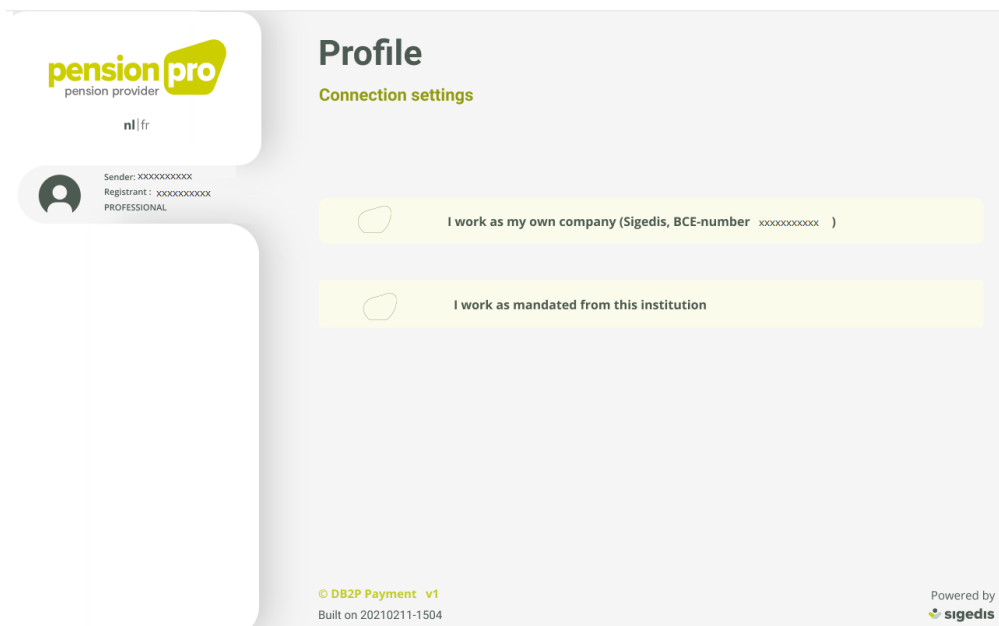 pension pro
pension provider
nl|fr
Sender: xxxxxxxxxx
Registrant : xxxxxxxxxx
PROFESSIONAL
Profile
Connection settings
I work as my own company (Sigedis, BCE-number xxxxxxxxxxx )
I work as mandated from this institution
© DB2P Payment v1
Built on 20210211-1504
Powered by
sigedis